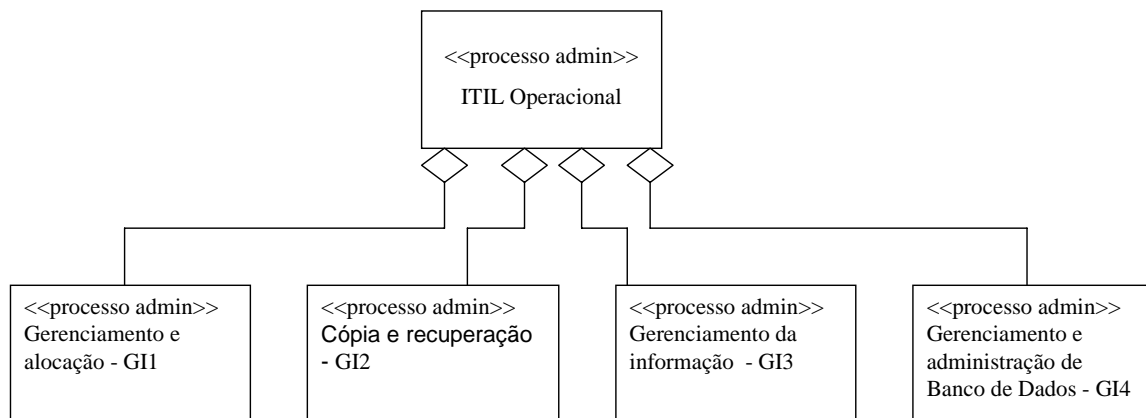 <<processo admin>>
ITIL Operacional
<<processo admin>>
Gerenciamento e
alocação - GI1
<<processo admin>>
Cópia e recuperação
- GI2
<<processo admin>>
Gerenciamento da
informação - GI3
<<processo admin>>
Gerenciamento e
administração de
Banco de Dados - GI4